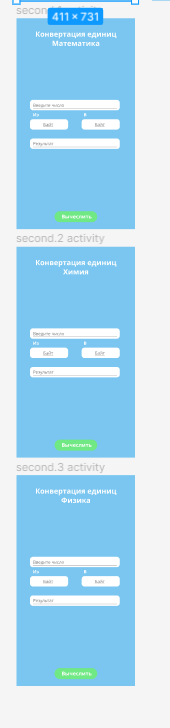 second
411 × 731
Конвертация единиц
Математика
Введите число
Из В
Байт Байт
Результат
Вычислить
second.2 activity
Конвертация единиц
Химия
Введите число
Из В
Байт Байт
Результат
Вычислить
second.3 activity
Конвертация единиц
Физика
Введите число
Из В
Байт Байт
Результат
Вычислить